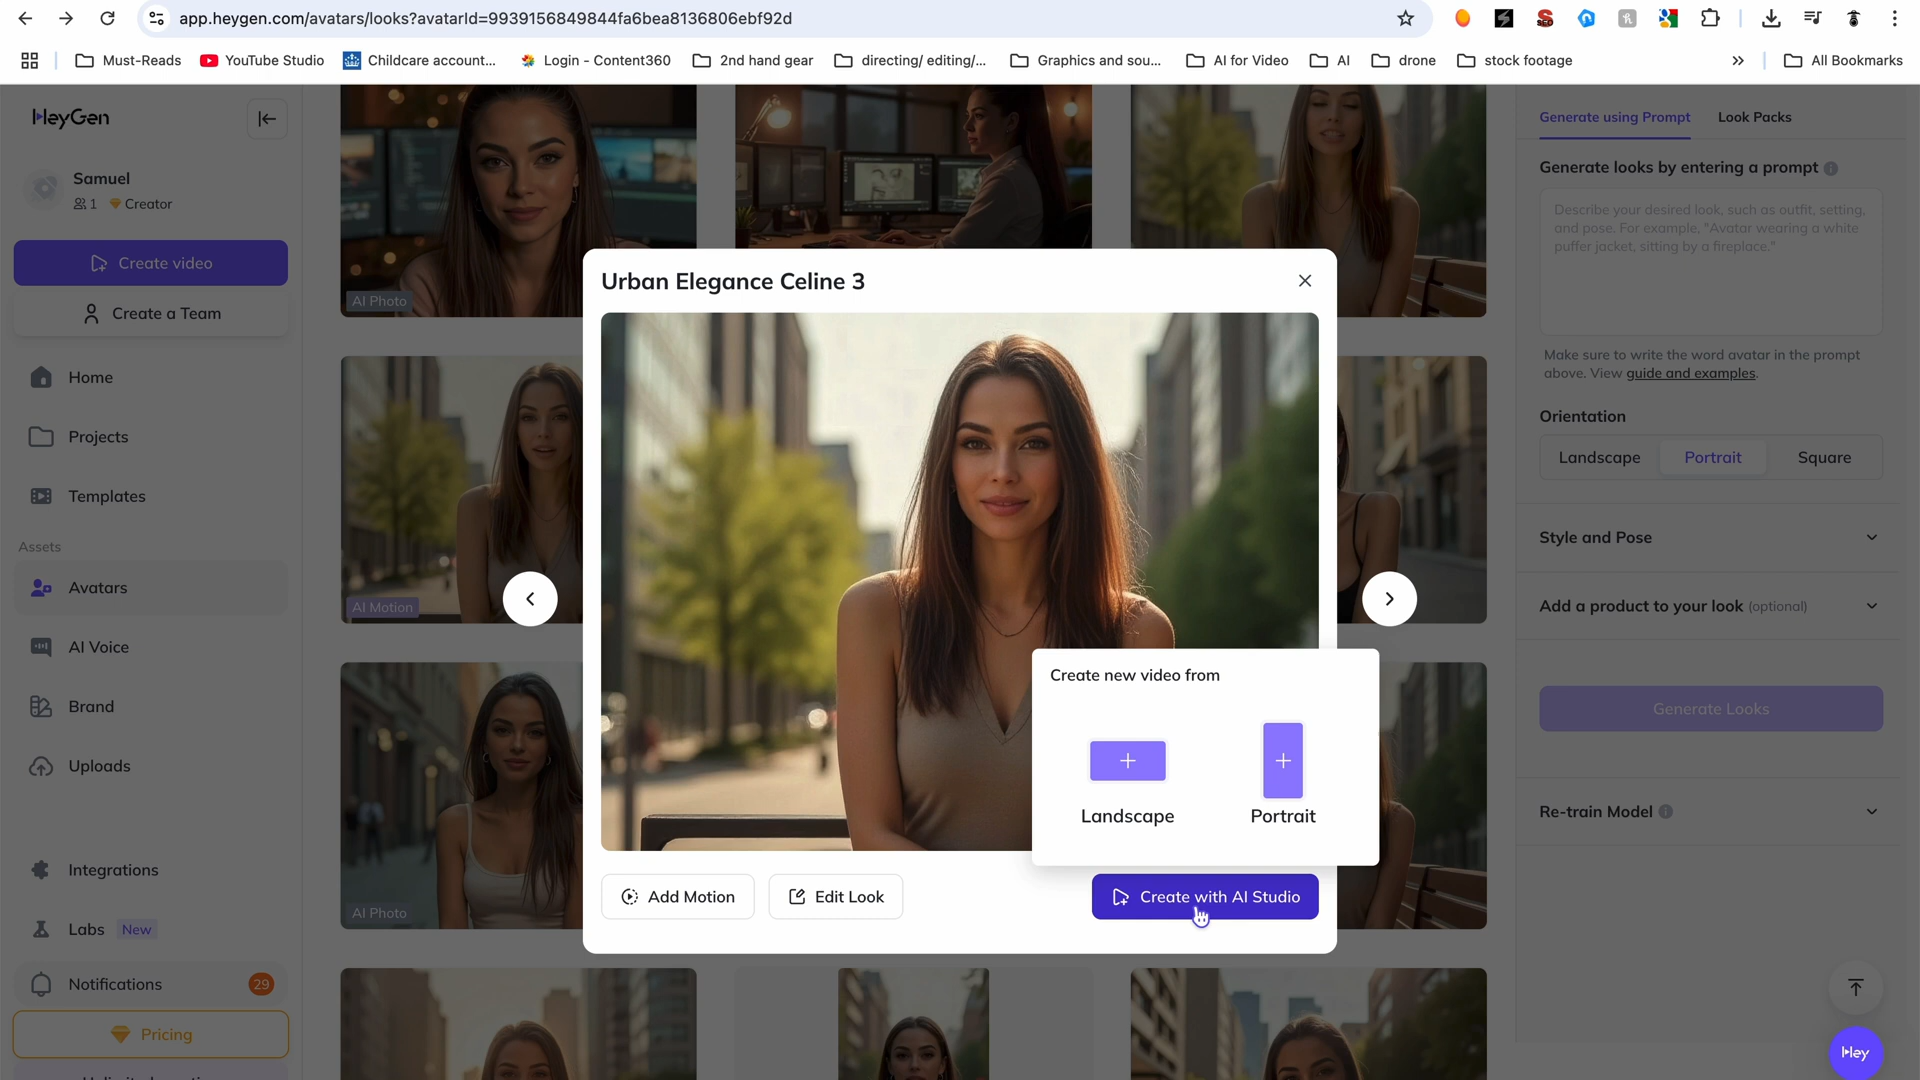 app.heygen.com/avatars/looks?avatarId=9939156849844fa6bea8136806ebf92d
Must-Reads
YouTube Studio
Childcare account...
Login - Content360
2nd hand gear
directing/ editing/...
Graphics and sou...
AI for Video
AI
drone
stock footage
All Bookmarks
HeyGen
Samuel
1
Creator
Create video
Create a Team
Home
Projects
Templates
Assets
Avatars
AI Voice
Brand
Uploads
Integrations
Labs New
Notifications 29
Pricing
AI Photo
AI Motion
AI Photo
Urban Elegance Celine 3
Create new video from
Landscape
Portrait
Add Motion
Edit Look
Create with AI Studio
Generate using Prompt
Look Packs
Generate looks by entering a prompt
Describe your desired look, such as outfit, setting,
and pose. For example, "Avatar wearing a white
puffer jacket, sitting by a fireplace."
Make sure to write the word avatar in the prompt
above. View guide and examples.
Orientation
Landscape
Portrait
Square
Style and Pose
Add a product to your look (optional)
Generate Looks
Re-train Model
Hey